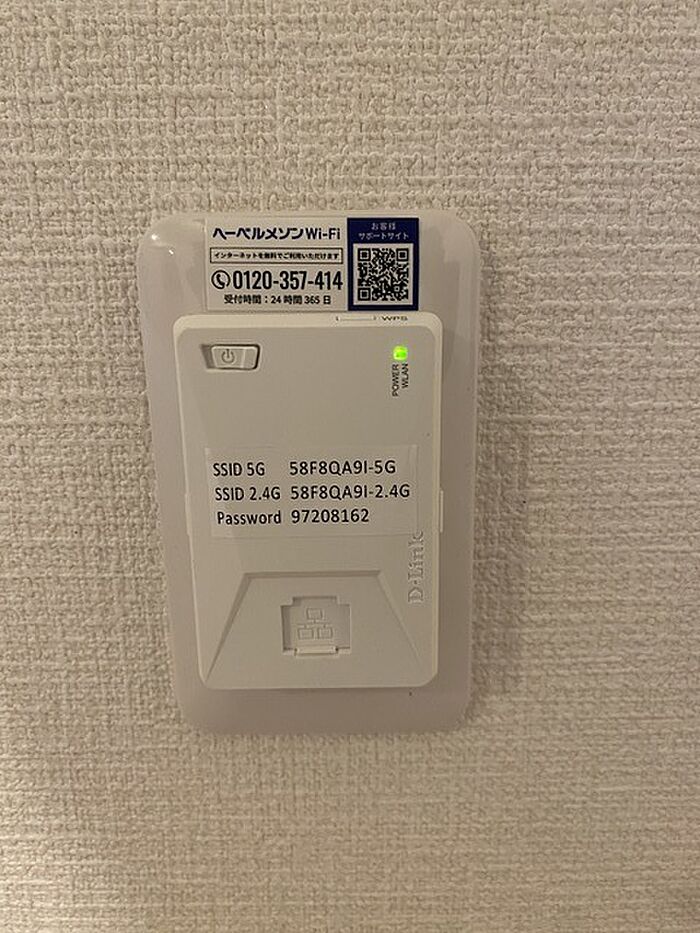 ヘーベルメゾンWi-Fi
インターネットを無料でご利用いただけます
0120-357-414
受付時間：24時間365日
お客様
サポートサイト
WPS
POWER
WLAN
SSID 5G 58F8QA9I-5G
SSID 2.4G 58F8QA9I-2.4G
Password 97208162
D-Link